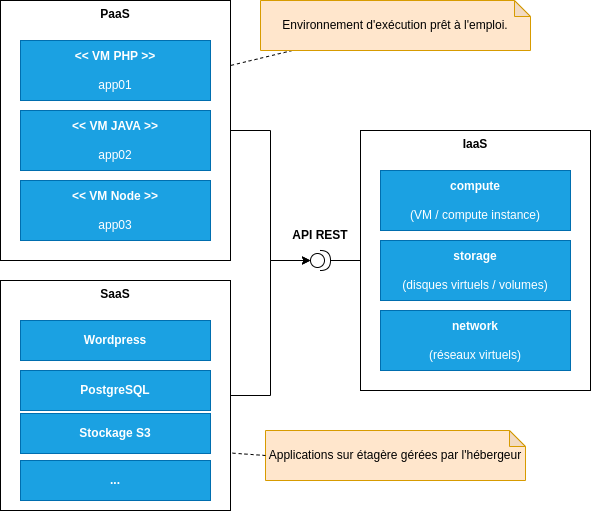 PaaS
Environnement d'exécution prêt à l'emploi.
<< VM PHP >>
app01
<< VM JAVA >>
app02
<< VM Node >>
app03
IaaS
compute
(VM / compute instance)
storage
(disques virtuels / volumes)
network
(réseaux virtuels)
API REST
SaaS
Wordpress
PostgreSQL
Stockage S3
...
Applications sur étagère gérées par l'hébergeur